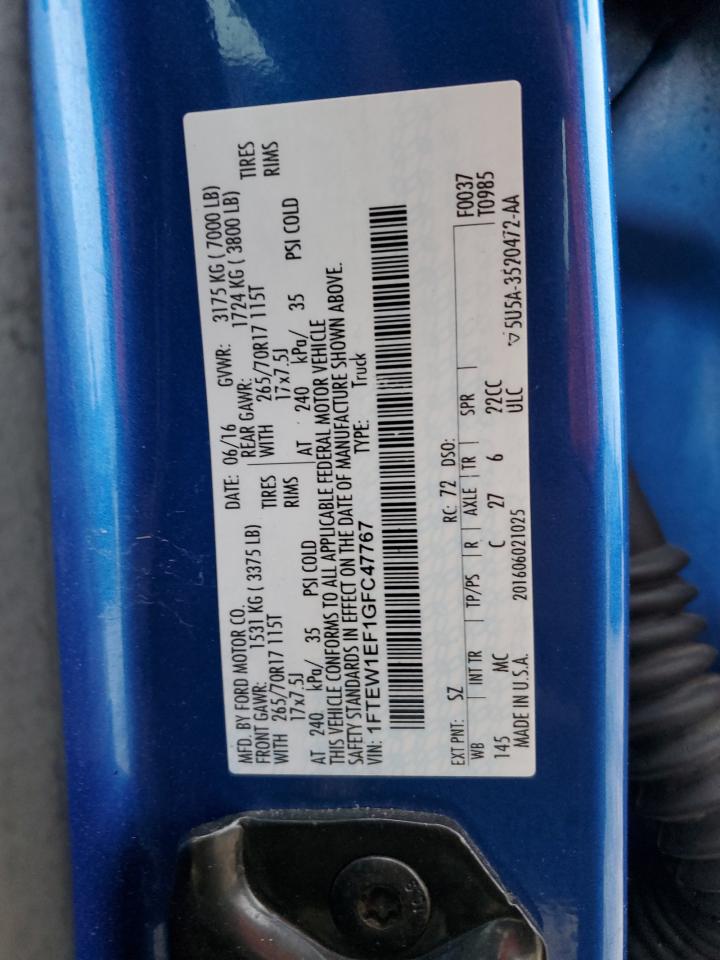 MFD. BY FORD MOTOR CO. DATE: 06/16 GVWR: 3175 KG ( 7000 LB)
FRONT GAWR: 1531 KG ( 3375 LB) REAR GAWR: 1724 KG ( 3800 LB)
WITH 265/70R17 115T TIRES WITH 265/70R17 115T TIRES
17x7.5J RIMS 17x7.5J RIMS
AT 240 kPa/ 35 PSI COLD AT 240 kPa/ 35 PSI COLD
THIS VEHICLE CONFORMS TO ALL APPLICABLE FEDERAL MOTOR VEHICLE
SAFETY STANDARDS IN EFFECT ON THE DATE OF MANUFACTURE SHOWN ABOVE.
VIN: 1FTEW1EF1GFC47767 TYPE: Truck
EXT PNT: SZ RC: 72 DSO: F0037
WB INT TR TP/PS R AXLE TR SPR T0985
145 MC C 27 6 22CC
MADE IN U.S.A. 201606021025 ULC ▽5U5A-3520472-AA